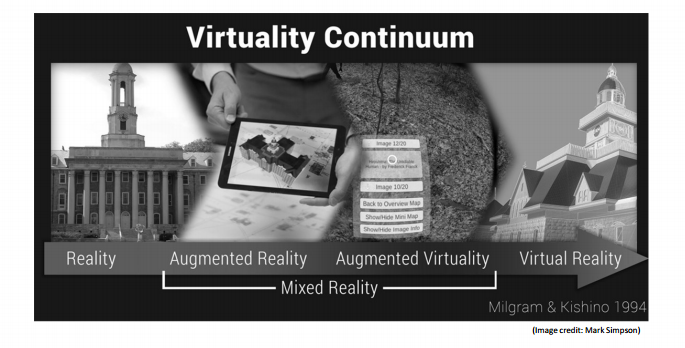 Virtuality Continuum
Image 12/20
Image 10/20
Back to Overview Map
Show/Hide Mini Map
Show/Hide Image Info
Reality
Augmented Reality
Augmented Virtuality
Virtual Reality
Mixed Reality
Milgram & Kishino 1994
(Image credit: Mark Simpson)